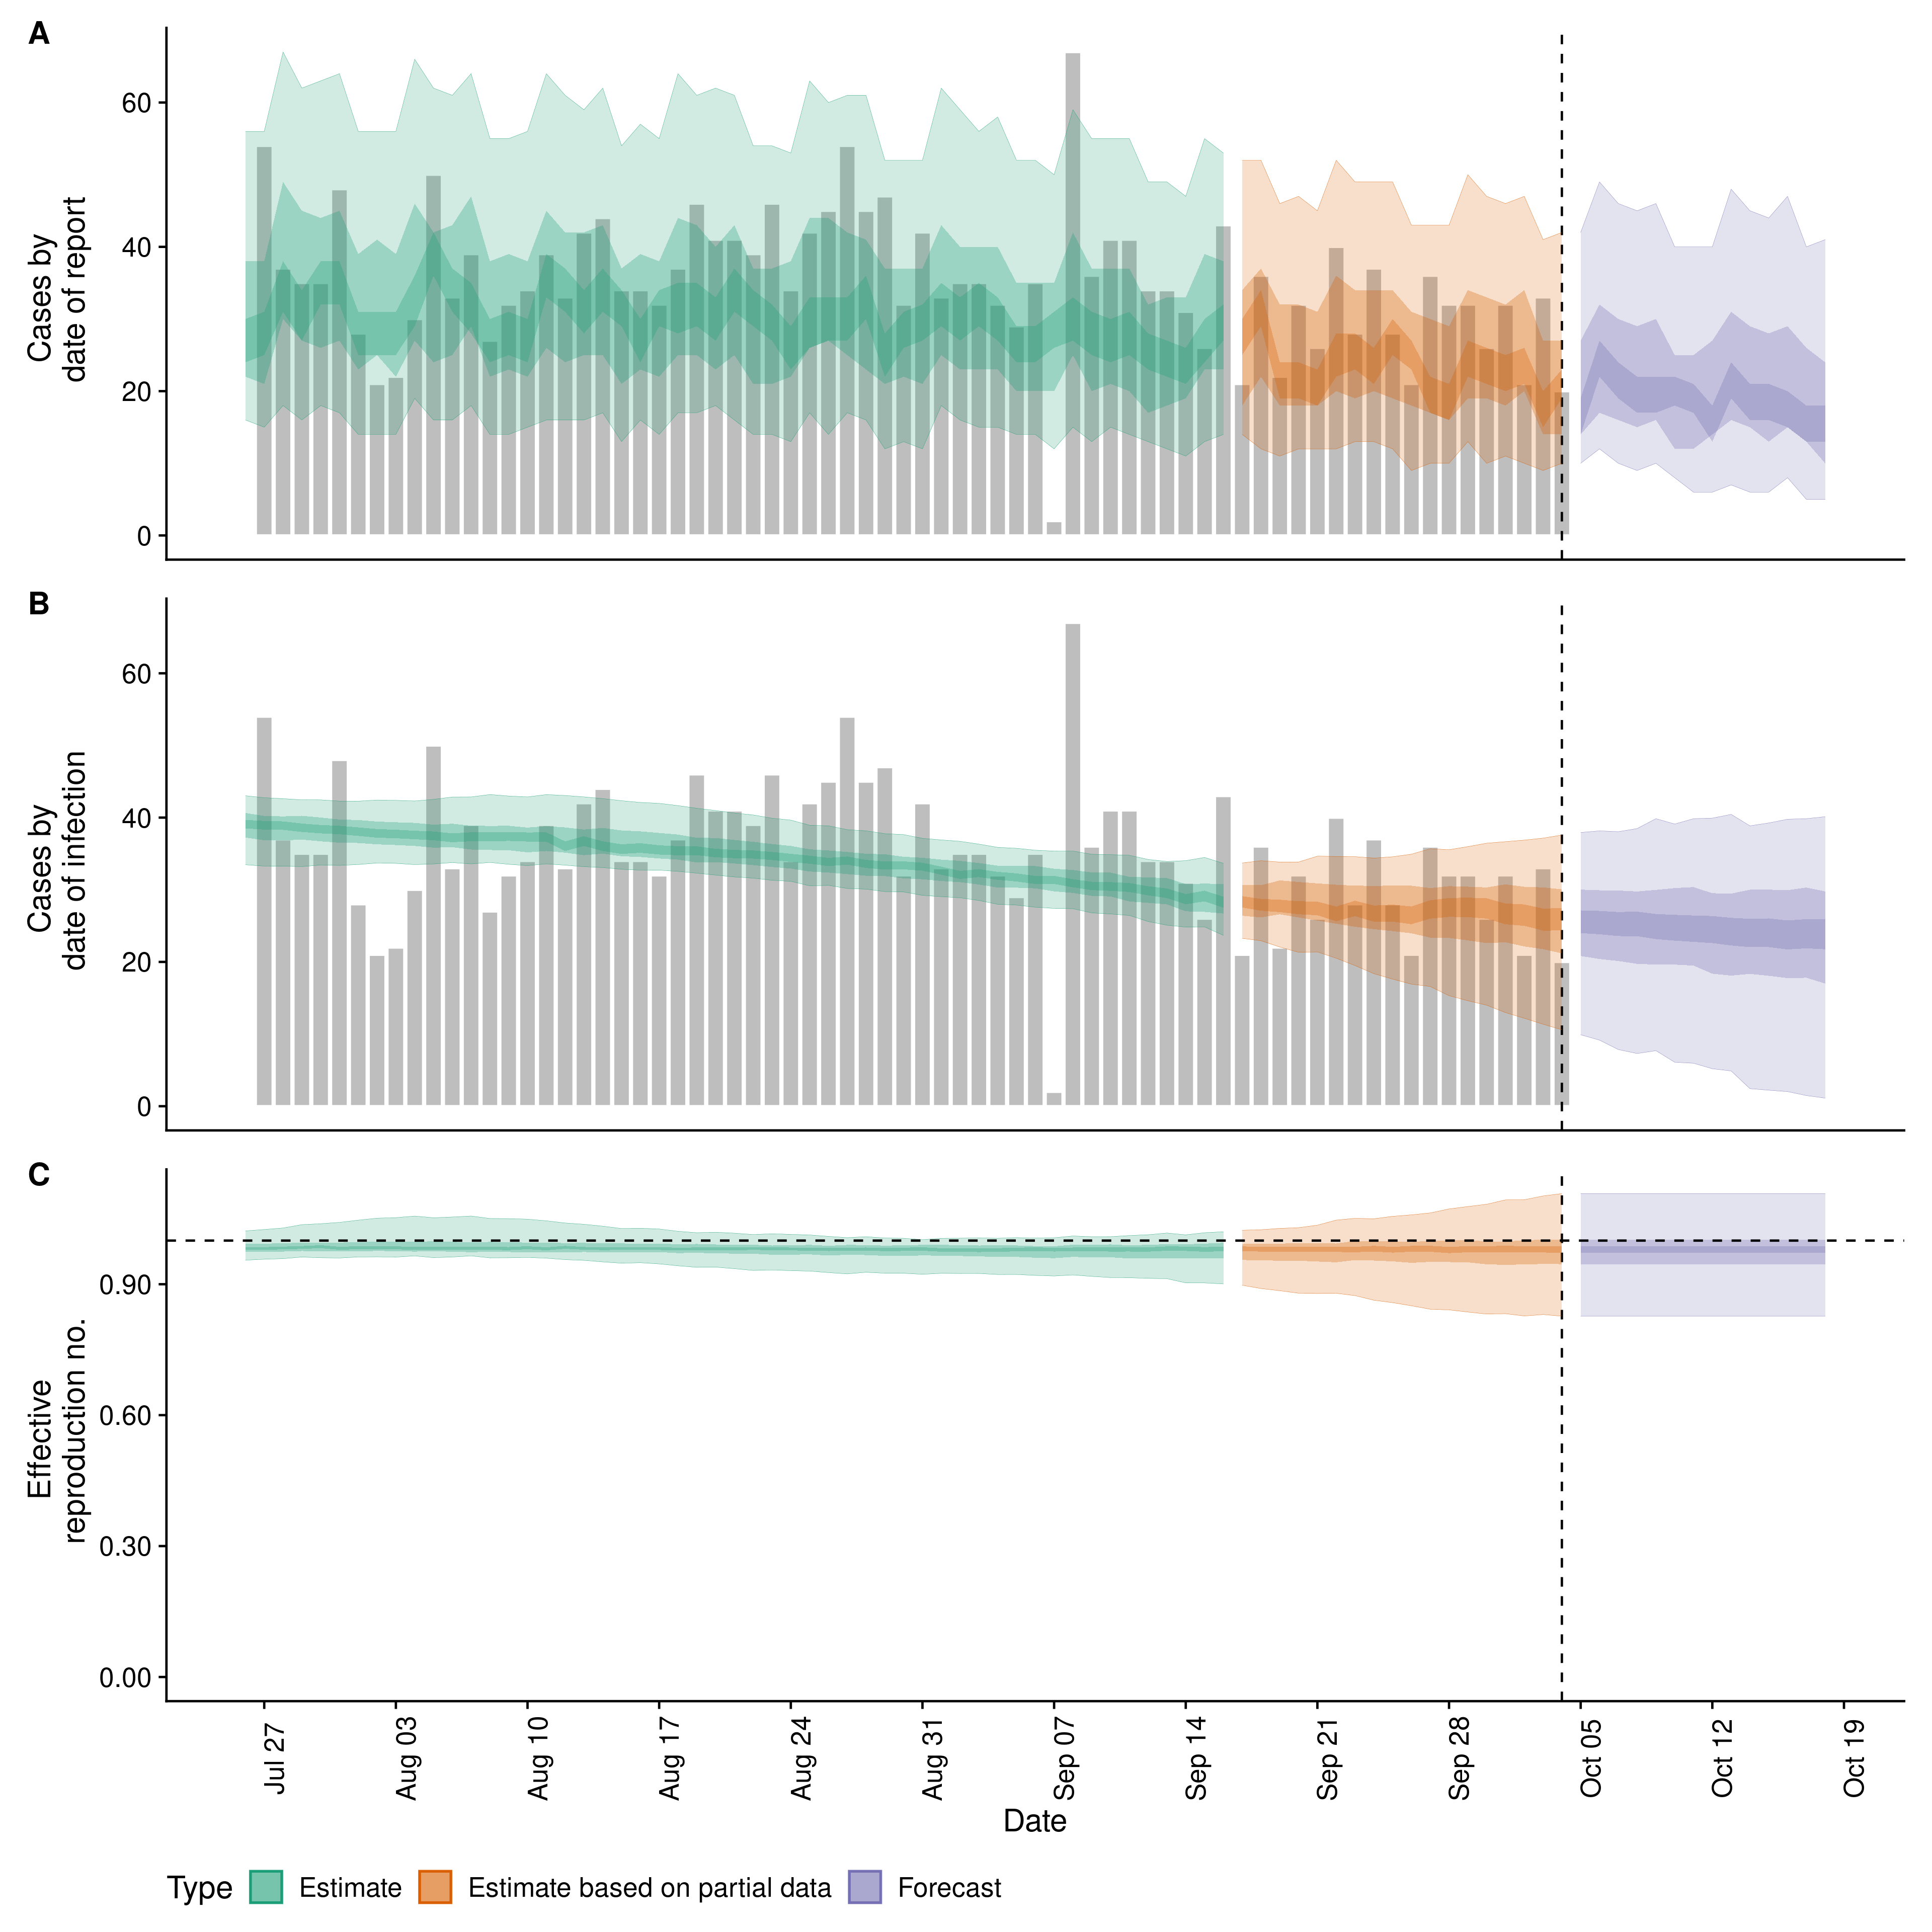 A
Cases by
date of report
60
40
20
0
B
Cases by
date of infection
60
40
20
0
C
Effective
reproduction no.
0.90
0.60
0.30
0.00
Jul 27
Aug 03
Aug 10
Aug 17
Aug 24
Aug 31
Sep 07
Sep 14
Sep 21
Sep 28
Oct 05
Oct 12
Oct 19
Date
Type Estimate Estimate based on partial data Forecast